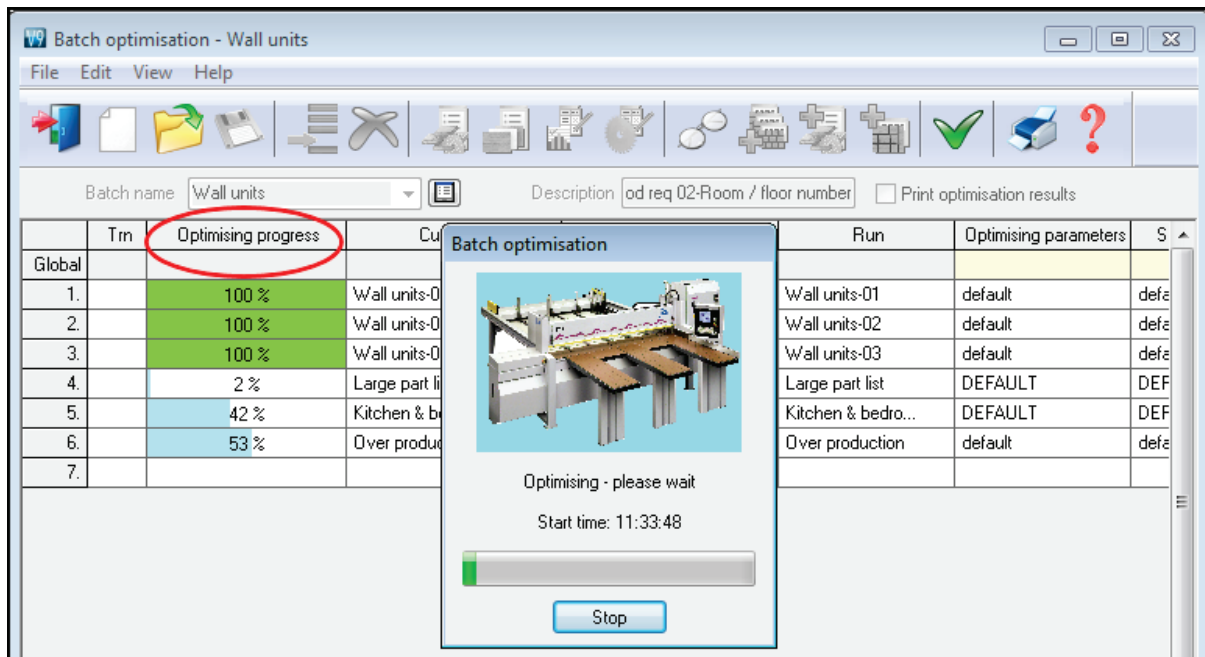 V9 Batch optimisation - Wall units
File Edit View Help
Batch name Wall units Description od req 02-Room / floor number Print optimisation results
Trn Optimising progress Cu Run Optimising parameters S
Global
1. 100 % Wall units-0 Wall units-01 default defa
2. 100 % Wall units-0 Wall units-02 default defa
3. 100 % Wall units-0 Wall units-03 default defa
4. 2 % Large part li Large part list DEFAULT DEF
5. 42 % Kitchen & b Kitchen & bedro... DEFAULT DEF
6. 53 % Over produc Over production default defa
7.
Batch optimisation
Optimising - please wait
Start time: 11:33:48
Stop